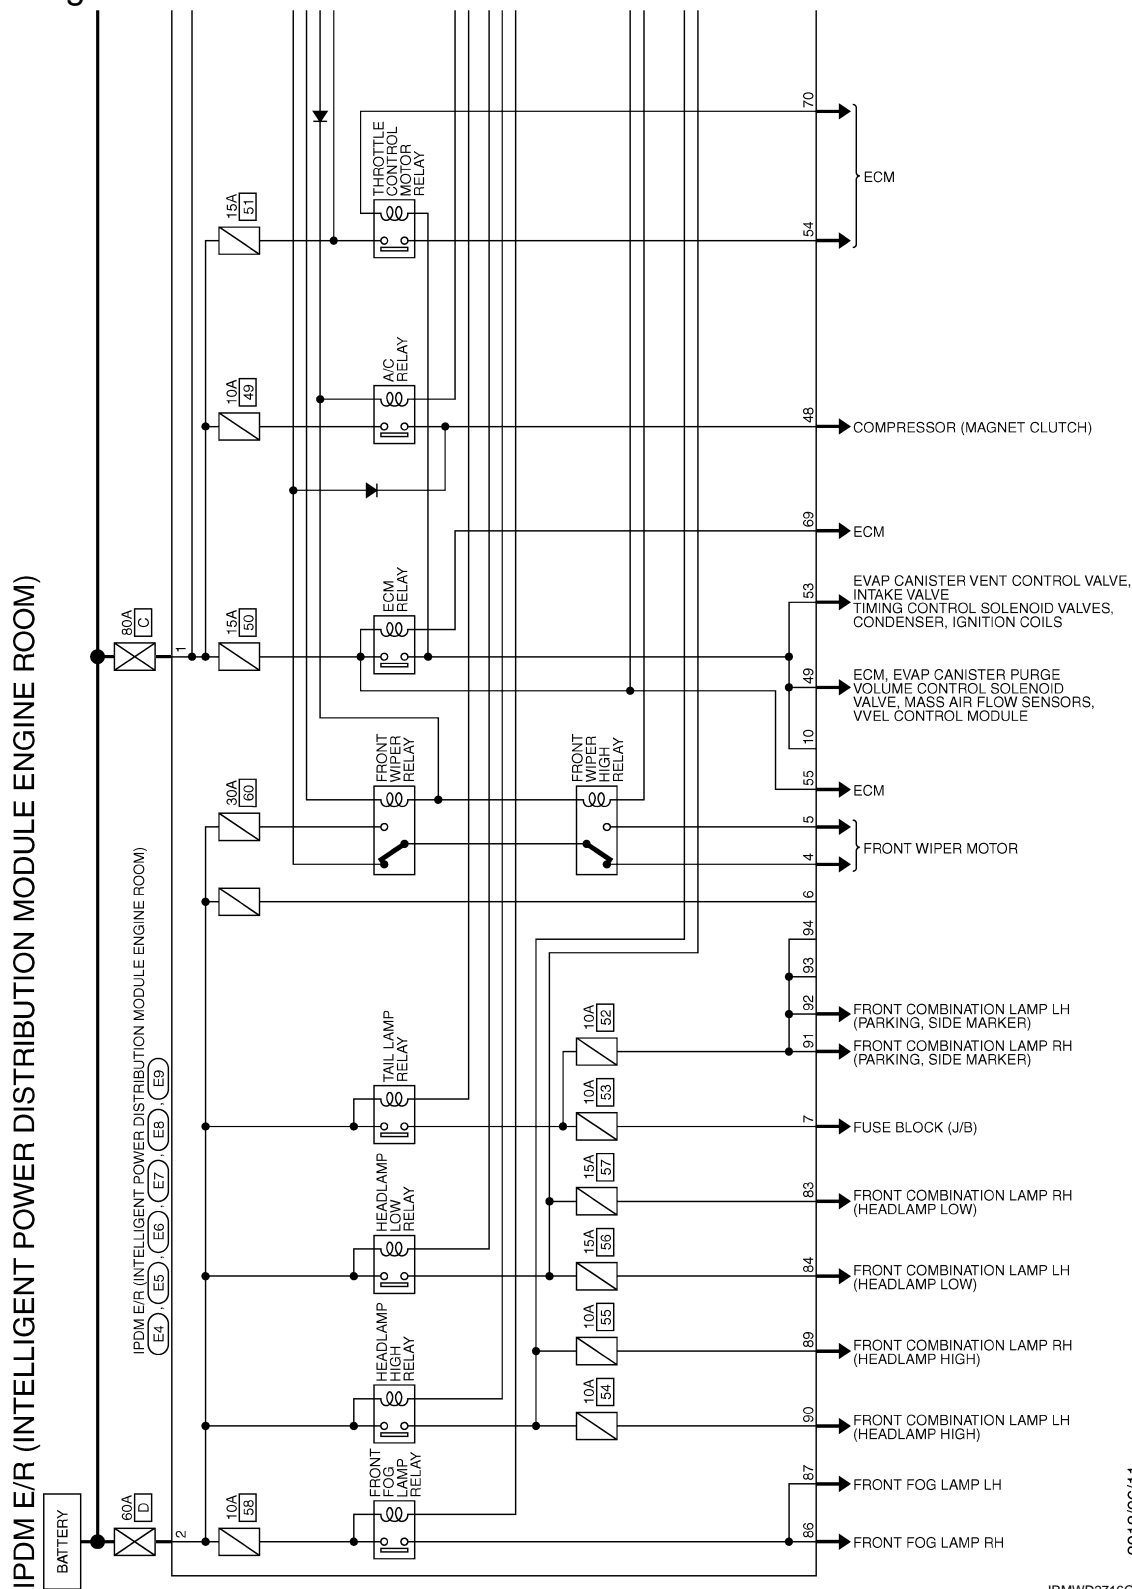 IPDM E/R (INTELLIGENT POWER DISTRIBUTION MODULE ENGINE ROOM)
BATTERY
60A
D
80A
C
IPDM E/R (INTELLIGENT POWER DISTRIBUTION MODULE ENGINE ROOM)
E4 , E5 , E6 , E7 , E8 , E9
2
1
10A
58
30A
60
15A
50
10A
49
15A
51
FRONT
FOG
LAMP
RELAY
HEADLAMP
HIGH
RELAY
HEADLAMP
LOW
RELAY
TAIL LAMP
RELAY
FRONT
WIPER
RELAY
ECM
RELAY
A/C
RELAY
THROTTLE
CONTROL
MOTOR
RELAY
10A
54
10A
55
15A
56
15A
57
10A
53
10A
52
FRONT
WIPER
HIGH
RELAY
70
54
ECM
48
COMPRESSOR (MAGNET CLUTCH)
69
ECM
53
EVAP CANISTER VENT CONTROL VALVE,
INTAKE VALVE
TIMING CONTROL SOLENOID VALVES,
CONDENSER, IGNITION COILS
49
ECM, EVAP CANISTER PURGE
VOLUME CONTROL SOLENOID
VALVE, MASS AIR FLOW SENSORS,
VVEL CONTROL MODULE
10
55
ECM
5
4
FRONT WIPER MOTOR
6
94
93
92
FRONT COMBINATION LAMP LH
(PARKING, SIDE MARKER)
91
FRONT COMBINATION LAMP RH
(PARKING, SIDE MARKER)
7
FUSE BLOCK (J/B)
83
FRONT COMBINATION LAMP RH
(HEADLAMP LOW)
84
FRONT COMBINATION LAMP LH
(HEADLAMP LOW)
89
FRONT COMBINATION LAMP RH
(HEADLAMP HIGH)
90
FRONT COMBINATION LAMP LH
(HEADLAMP HIGH)
87
FRONT FOG LAMP LH
86
FRONT FOG LAMP RH